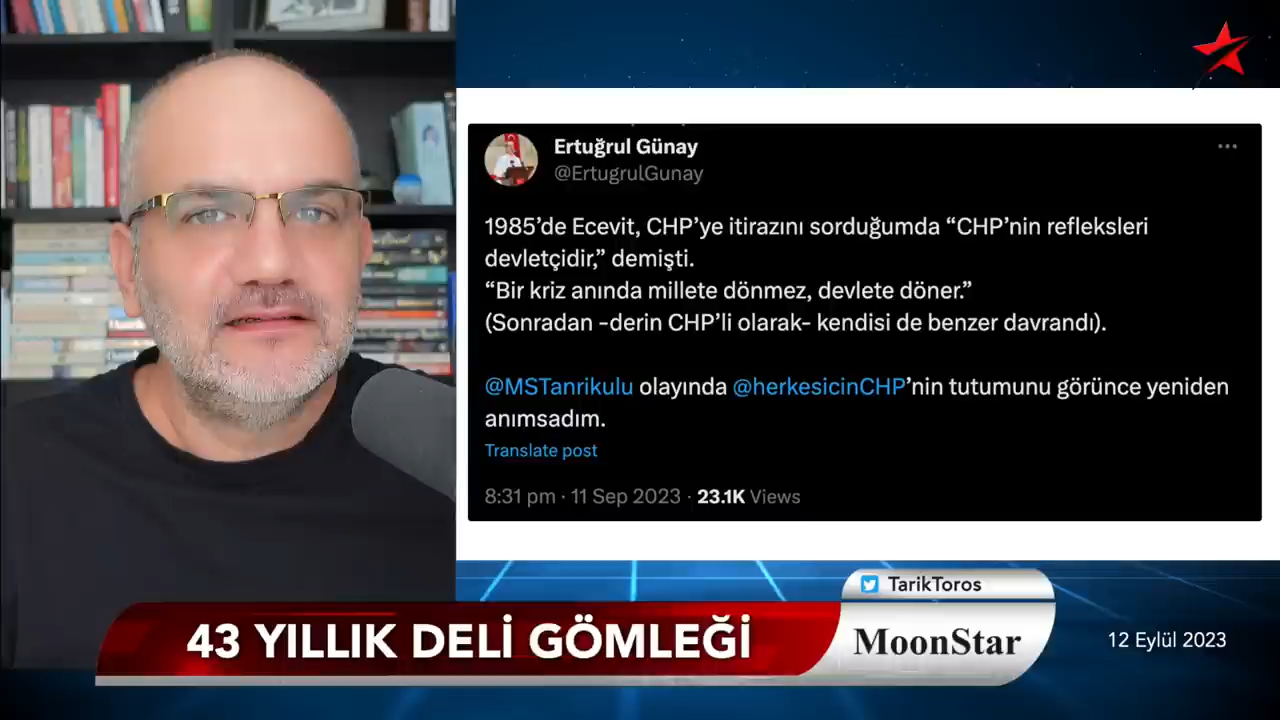 Ertuğrul Günay
@ErtugrulGunay
1985’de Ecevit, CHP’ye itirazını sorduğumda “CHP’nin refleksleri
devletçidir,” demişti.
“Bir kriz anında millete dönmez, devlete döner.”
(Sonradan -derin CHP’li olarak- kendisi de benzer davrandı).
@MSTanrikulu olayında @herkesicinCHP’nin tutumunu görünce yeniden
anımsadım.
Translate post
8:31 pm · 11 Sep 2023 · 23.1K Views
TarikToros
43 YILLIK DELİ GÖMLEĞİ
MoonStar
12 Eylül 2023